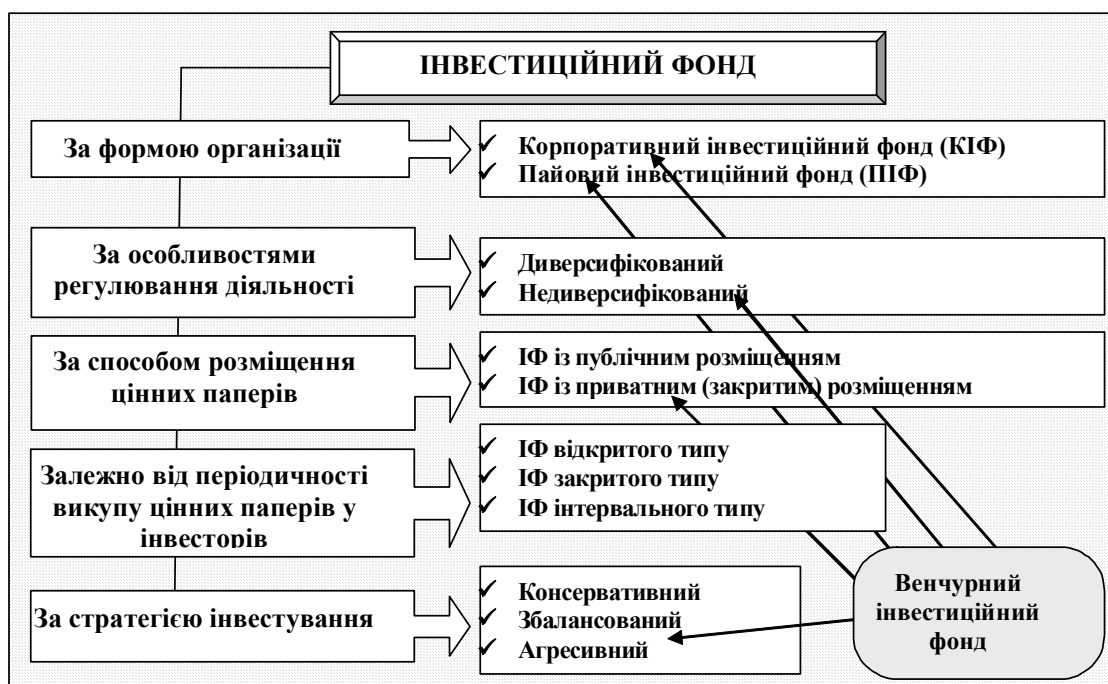 ІНВЕСТИЦІЙНИЙ ФОНД
За формою організації
✓ Корпоративний інвестиційний фонд (КІФ)
✓ Пайовий інвестиційний фонд (ПІФ)
За особливостями
регулювання діяльності
✓ Диверсифікований
✓ Недиверсифікований
За способом розміщення
цінних паперів
✓ ІФ із публічним розміщенням
✓ ІФ із приватним (закритим) розміщенням
Залежно від періодичності
викупу цінних паперів у
інвесторів
✓ ІФ відкритого типу
✓ ІФ закритого типу
✓ ІФ інтервального типу
За стратегією інвестування
✓ Консервативний
✓ Збалансований
✓ Агресивний
Венчурний
інвестиційний
фонд